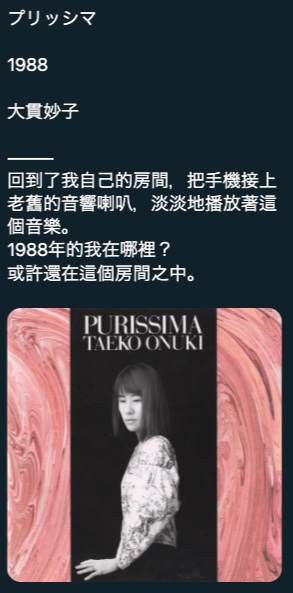 プリッシマ
1988
大貫妙子
———
回到了我自己的房間，把手機接上
老舊的音響喇叭，淡淡地播放著這
個音樂。
1988年的我在哪裡？
或許還在這個房間之中。
PURISSIMA
TAEKO ONUKI